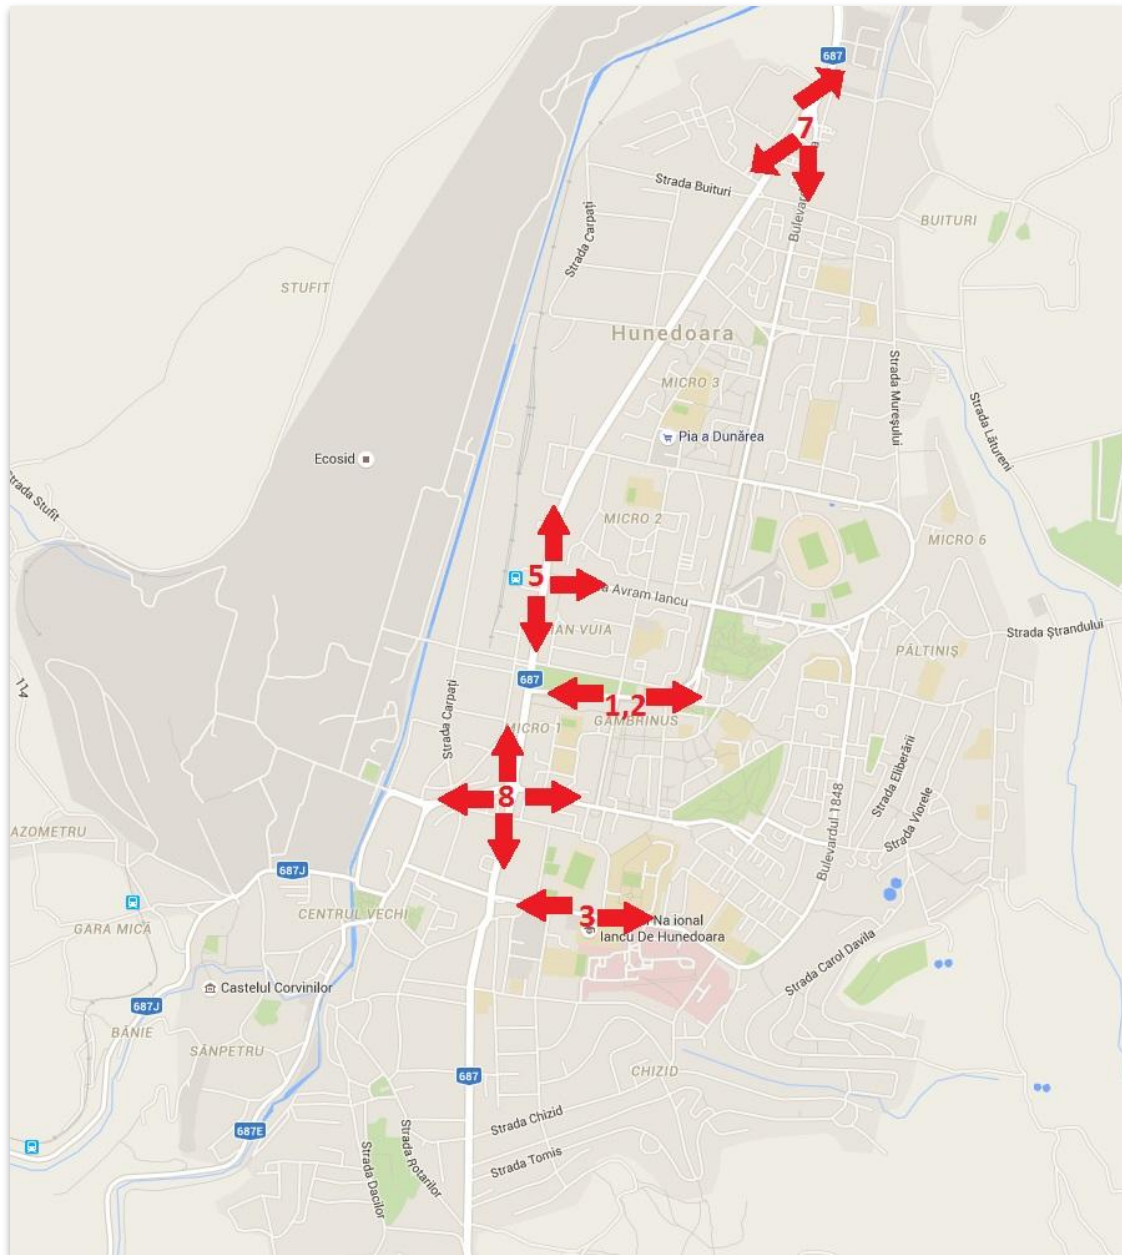 687
7
Strada Buituri
Buleva
BUITURI
Strada Carpați
STUFIT
Hunedoara
MICRO 3
Strada Mureșului
Strada Lătureni
Pia a Dunărea
Ecosid
Strada Stufit
MICRO 2
MICRO 6
5
a Avram Iancu
IAN VUIA
Strada Ștrandului
PĂLTINIȘ
687
1,2
GAMBRINUS
114
Strada Carpați
MICRO 1
8
Strada Eliberării
Strada Viorele
Bulevardul 1848
AZOMETRU
687J
CENTRUL VECHI
3
Na ional
Iancu De Hunedoara
GARA MICĂ
Strada Carol Davila
Castelul Corvinilor
687J
BĂNIE
SÂNPETRU
CHIZID
687
Strada Chizid
687E
Strada Tomis
Strada Rotarilor
Strada Dacilor